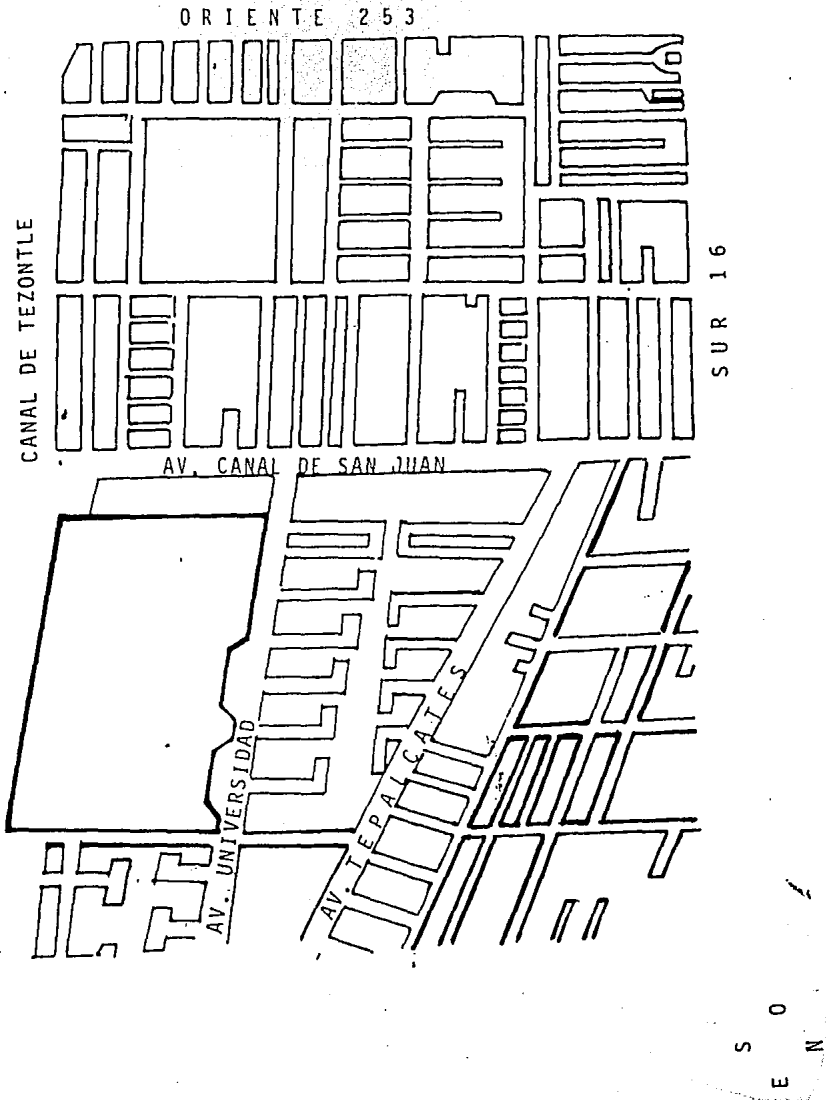 ORIENTE 253
CANAL DE TEZONTLE
SUR 16
AV. CANAL DE SAN JUAN
AV. UNIVERSIDAD
AV. TEPALCATES
O
S
N
E